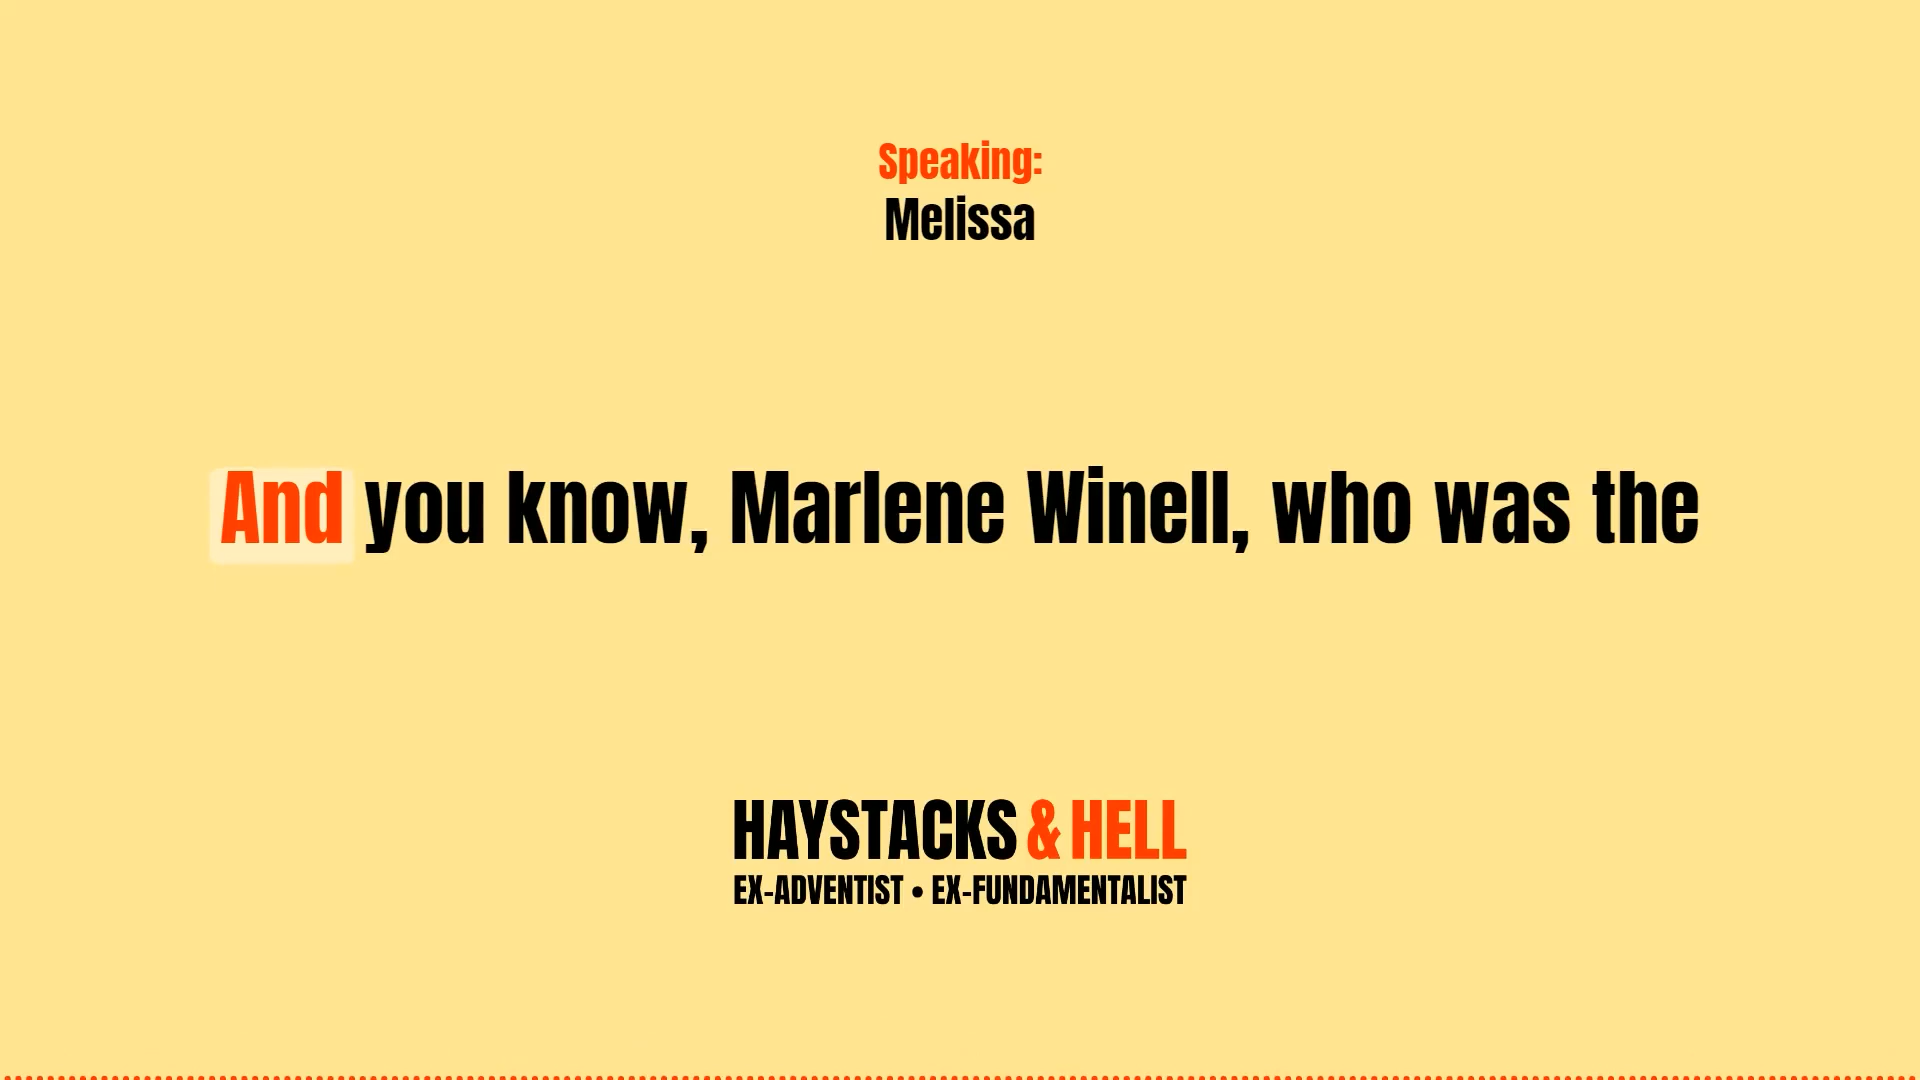 Speaking:
Melissa
And you know, Marlene Winell, who was the
HAYSTACKS & HELL
EX-ADVENTIST • EX-FUNDAMENTALIST